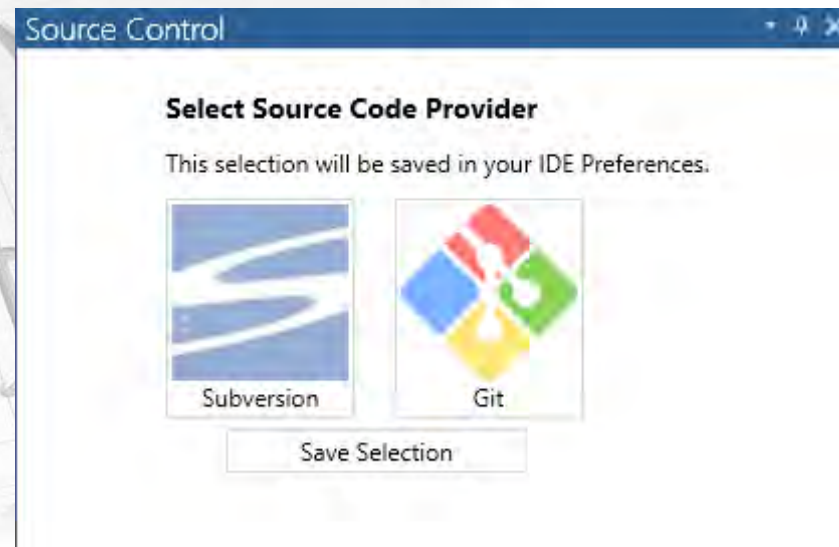 Source Control
Select Source Code Provider
This selection will be saved in your IDE Preferences.
Subversion
Git
Save Selection